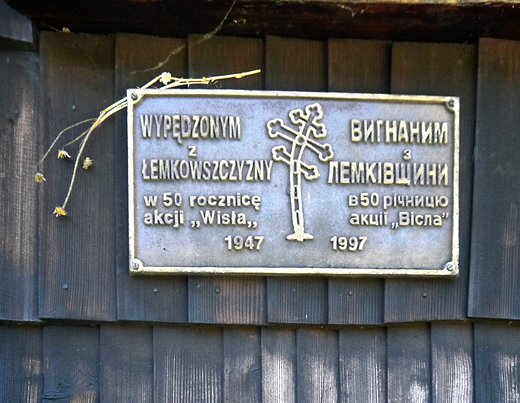 WYPĘDZONYM
z
ŁEMKOWSZCZYZNY
w 50 rocznicę
akcji „Wisła„
1947
ВИГНАНИМ
з
ЛЕМКІВЩИНИ
в 50 річницю
акції „Вісла”
1997